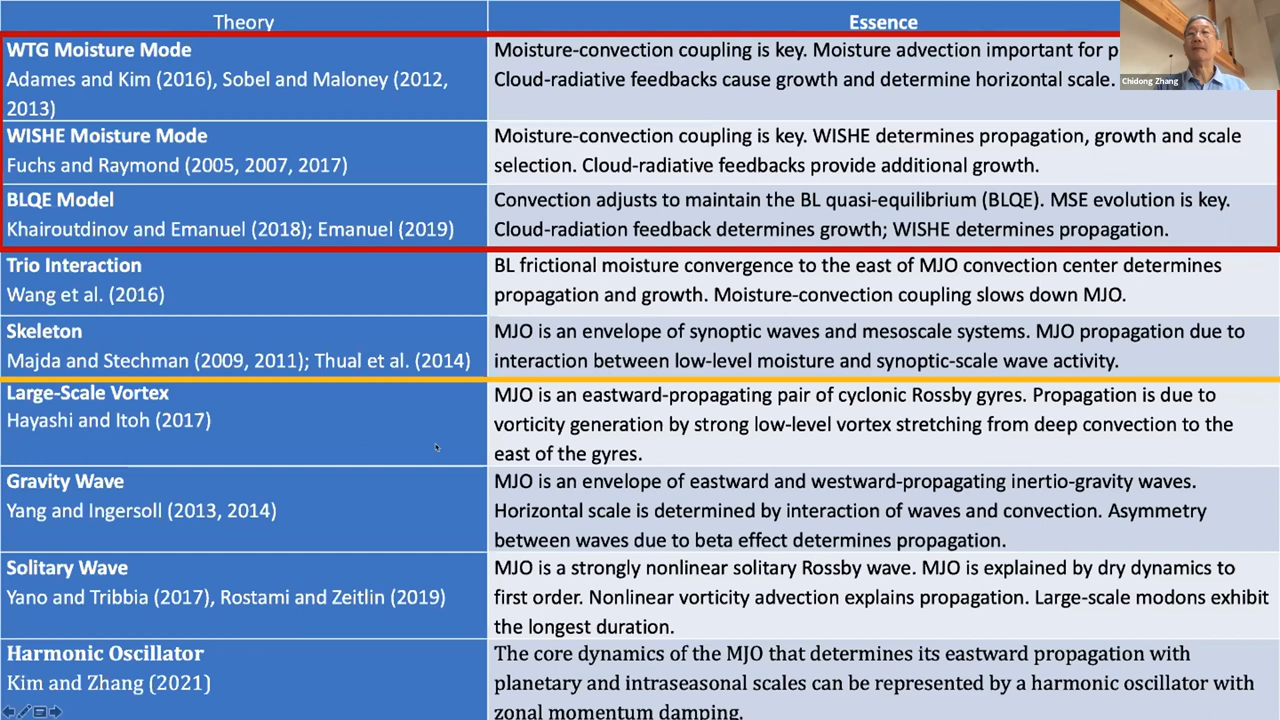 Theory
Essence
WTG Moisture Mode
Adames and Kim (2016), Sobel and Maloney (2012,
2013)
Moisture-convection coupling is key. Moisture advection important for p
Cloud-radiative feedbacks cause growth and determine horizontal scale.
Chidong Zhang
WISHE Moisture Mode
Fuchs and Raymond (2005, 2007, 2017)
Moisture-convection coupling is key. WISHE determines propagation, growth and scale
selection. Cloud-radiative feedbacks provide additional growth.
BLQE Model
Khairoutdinov and Emanuel (2018); Emanuel (2019)
Convection adjusts to maintain the BL quasi-equilibrium (BLQE). MSE evolution is key.
Cloud-radiation feedback determines growth; WISHE determines propagation.
Trio Interaction
Wang et al. (2016)
BL frictional moisture convergence to the east of MJO convection center determines
propagation and growth. Moisture-convection coupling slows down MJO.
Skeleton
Majda and Stechman (2009, 2011); Thual et al. (2014)
MJO is an envelope of synoptic waves and mesoscale systems. MJO propagation due to
interaction between low-level moisture and synoptic-scale wave activity.
Large-Scale Vortex
Hayashi and Itoh (2017)
MJO is an eastward-propagating pair of cyclonic Rossby gyres. Propagation is due to
vorticity generation by strong low-level vortex stretching from deep convection to the
east of the gyres.
Gravity Wave
Yang and Ingersoll (2013, 2014)
MJO is an envelope of eastward and westward-propagating inertio-gravity waves.
Horizontal scale is determined by interaction of waves and convection. Asymmetry
between waves due to beta effect determines propagation.
Solitary Wave
Yano and Tribbia (2017), Rostami and Zeitlin (2019)
MJO is a strongly nonlinear solitary Rossby wave. MJO is explained by dry dynamics to
first order. Nonlinear vorticity advection explains propagation. Large-scale modons exhibit
the longest duration.
Harmonic Oscillator
Kim and Zhang (2021)
The core dynamics of the MJO that determines its eastward propagation with
planetary and intraseasonal scales can be represented by a harmonic oscillator with
zonal momentum damping.